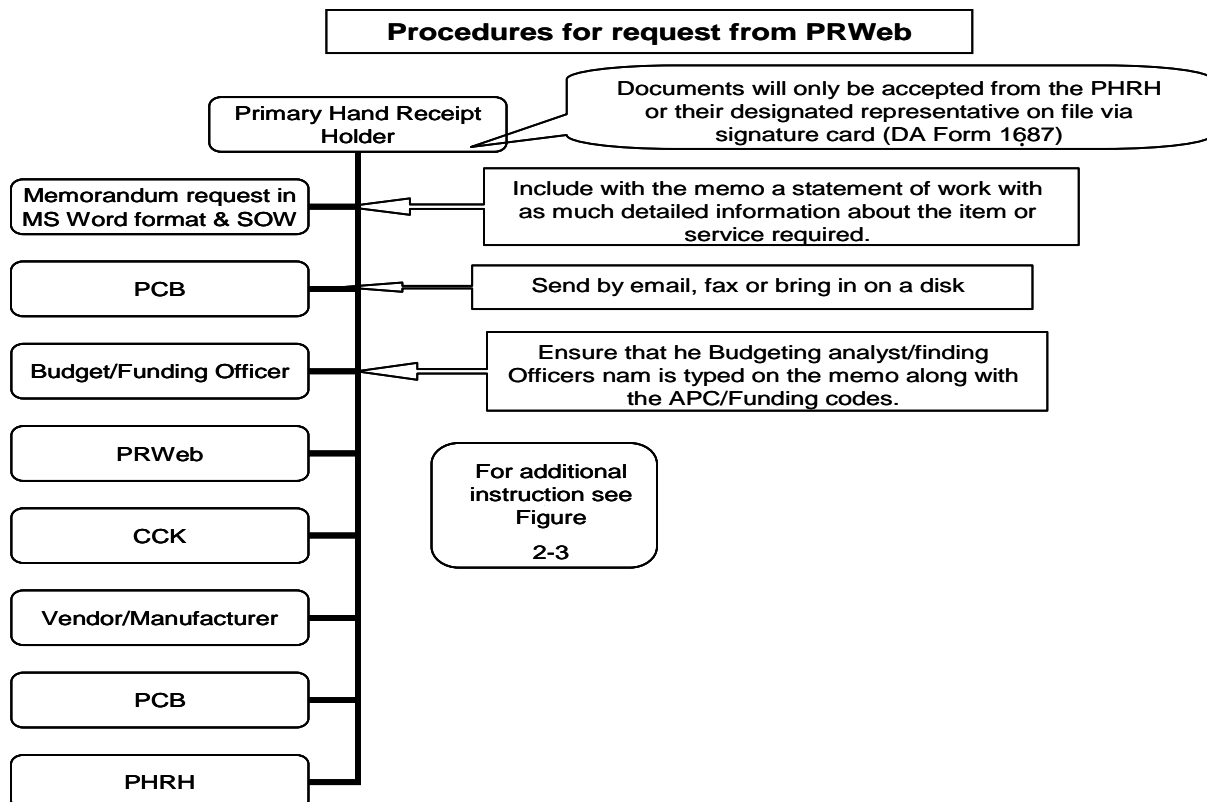 Procedures for request from PRWeb
Documents will only be accepted from the PHRH
or their designated representative on file via
signature card (DA Form 1687)
Primary Hand Receipt
Holder
Memorandum request in
MS Word format & SOW
Include with the memo a statement of work with
as much detailed information about the item or
service required.
PCB
Send by email, fax or bring in on a disk
Budget/Funding Officer
Ensure that he Budgeting analyst/finding
Officers nam is typed on the memo along with
the APC/Funding codes.
PRWeb
For additional
instruction see
Figure
2-3
CCK
Vendor/Manufacturer
PCB
PHRH